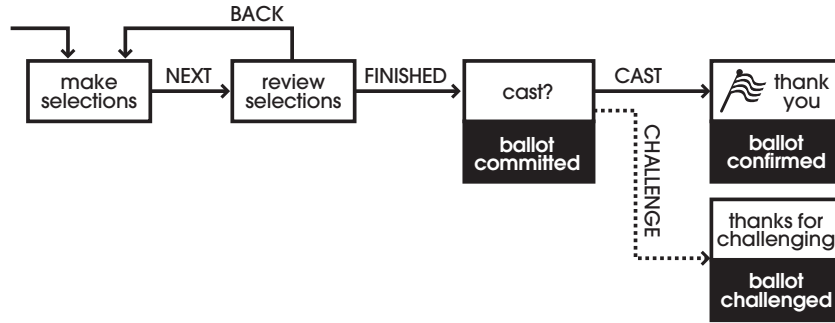 BACK
make
selections
NEXT
review
selections
FINISHED
cast?
ballot
committed
CAST
CHALLENGE
thank
you
ballot
confirmed
thanks for
challenging
ballot
challenged